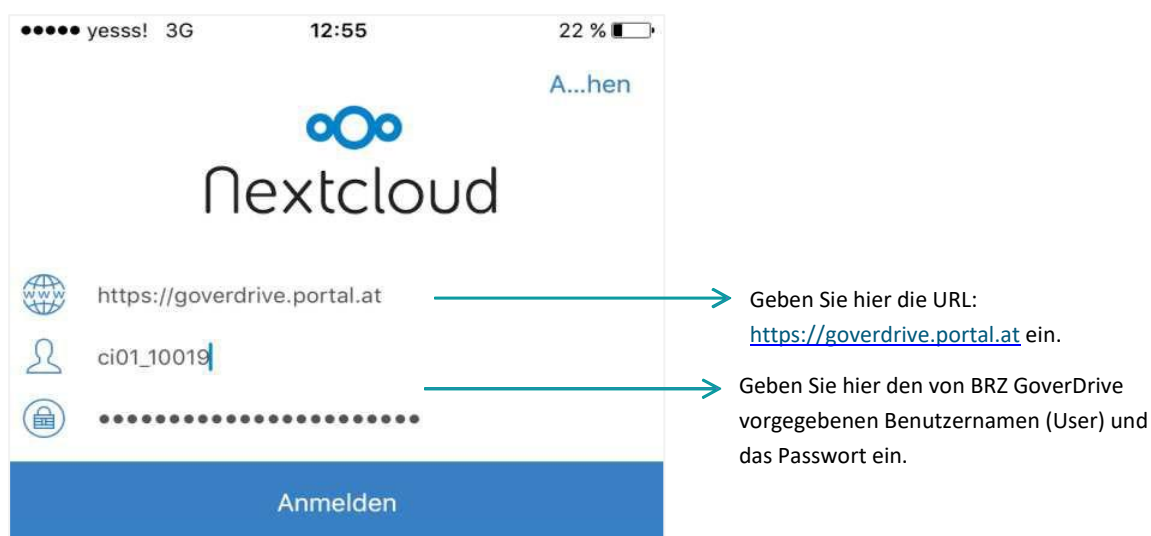 yesss! 3G 12:55 22 %
A...hen
Nextcloud
www
https://goverdrive.portal.at
ci01_10019
•••••••••••••••••••••••
Anmelden
Geben Sie hier die URL:
https://goverdrive.portal.at ein.
Geben Sie hier den von BRZ GoverDrive
vorgegebenen Benutzernamen (User) und
das Passwort ein.